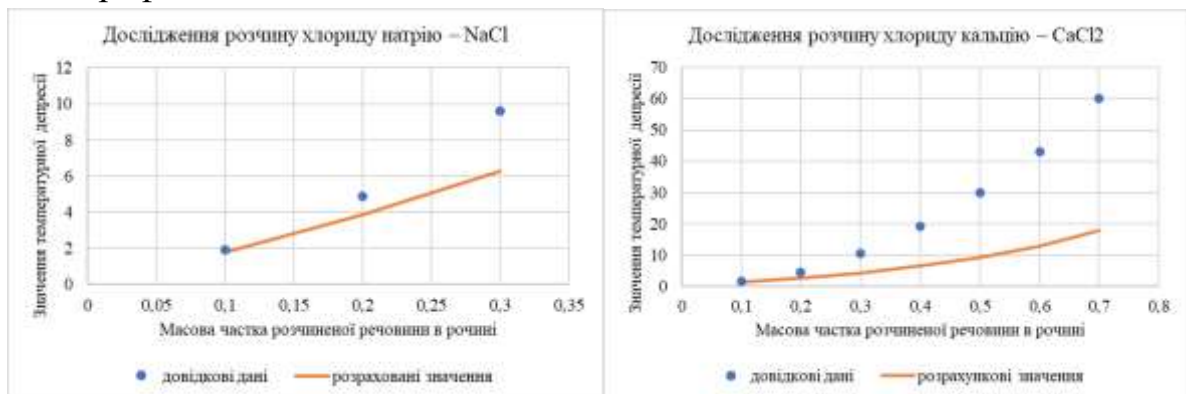 Дослідження розчину хлориду натрію – NaCl
Значення температурної депресії
12
10
8
6
4
2
0
0 0,05 0,1 0,15 0,2 0,25 0,3 0,35
Масова частка розчиненої речовини в рочині
довідкові дані розраховані значення
Дослідження розчину хлориду кальцію – CaCl2
Значення температурної депресії
70
60
50
40
30
20
10
0
0 0,1 0,2 0,3 0,4 0,5 0,6 0,7 0,8
Масова частка розчиненої речовини в рочині
довідкові дані розрахункові значення